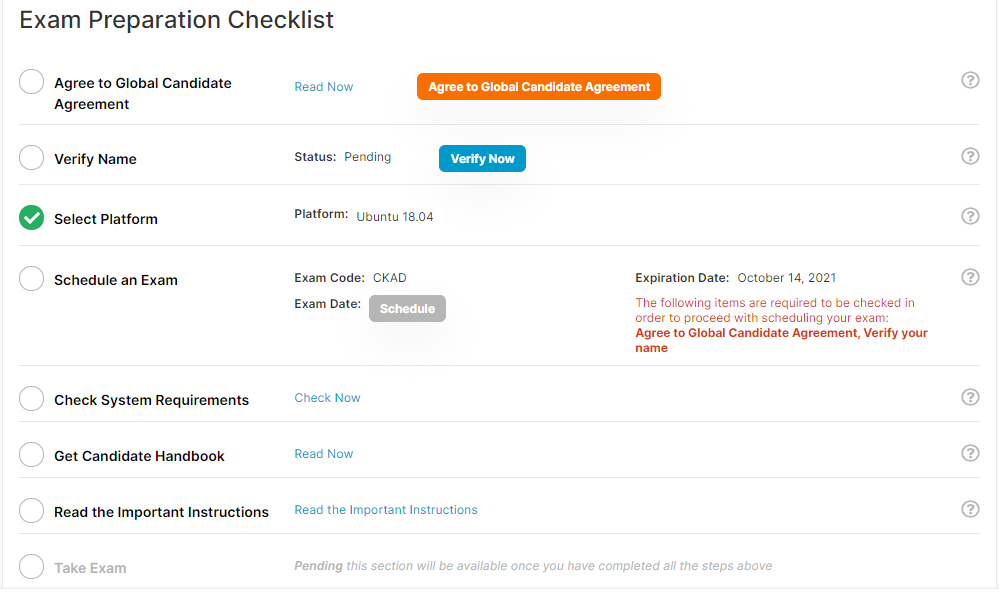 Exam Preparation Checklist
Agree to Global Candidate
Agreement
Read Now
Agree to Global Candidate Agreement
?
Verify Name
Status: Pending
Verify Now
?
Select Platform
Platform: Ubuntu 18.04
?
Schedule an Exam
Exam Code: CKAD
Exam Date: Schedule
Expiration Date: October 14, 2021
The following items are required to be checked in
order to proceed with scheduling your exam:
Agree to Global Candidate Agreement, Verify your
name
?
Check System Requirements
Check Now
?
Get Candidate Handbook
Read Now
?
Read the Important Instructions
Read the Important Instructions
?
Take Exam
Pending this section will be available once you have completed all the steps above